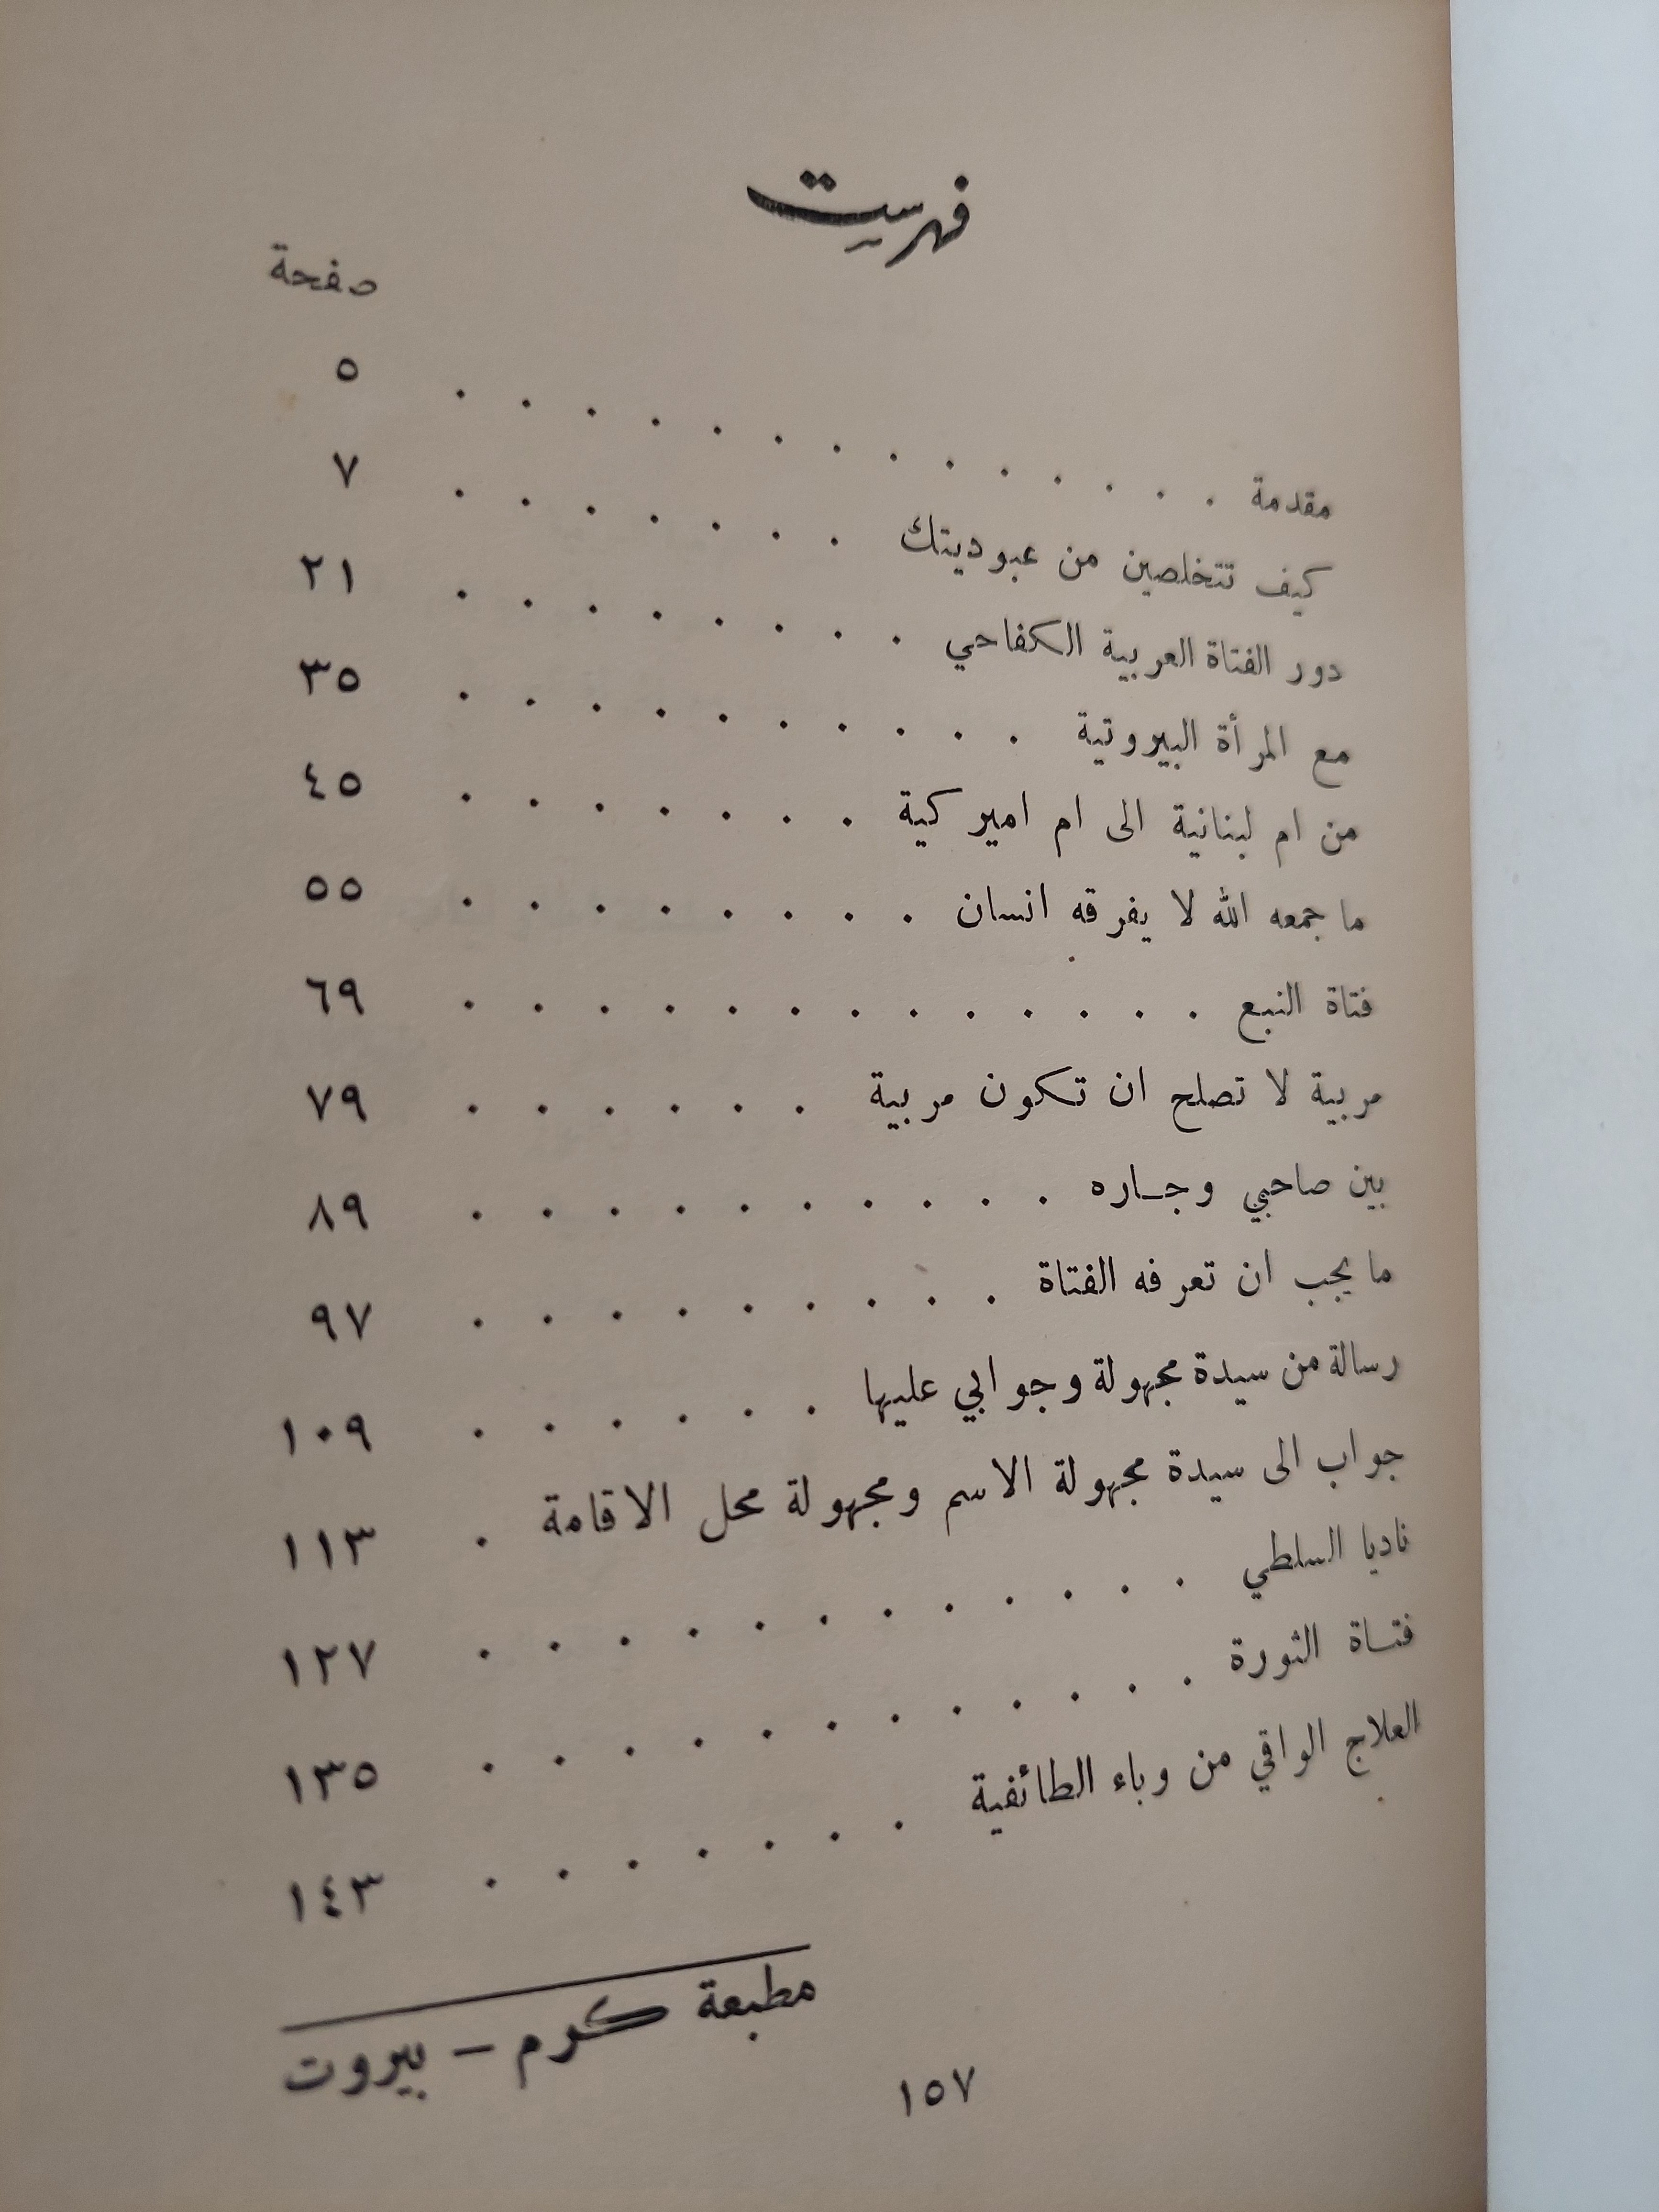 فهرست
صفحة
مقدمة . . . . . . . . . . . . . . ٥
كيف تتخلصين من عبوديتك . . . . . . . ٧
دور الفتاة العربية الكفاحي . . . . . . . . ٢١
مع المرأة البيروتية . . . . . . . . . . ٣٥
من ام لبنانية الى ام اميركية . . . . . . . ٤٥
ما جمعه الله لا يفرقه انسان . . . . . . . . ٥٥
فتاة النبع . . . . . . . . . . . . . ٦٩
مربية لا تصلح ان تكون مربية . . . . . . ٧٩
بين صاحبي وجاره . . . . . . . . . . ٨٩
ما يجب ان تعرفه الفتاة . . . . . . . . . ٩٧
رسالة من سيدة مجهولة وجوابي عليها . . . . . . ١٠٩
جواب الى سيدة مجهولة الاسم ومجهولة محل الاقامة . ١١٣
ناديا السلطي . . . . . . . . . . . . ١٢٧
فتاة الثورة . . . . . . . . . . . . ١٣٥
العلاج الواقي من وباء الطائفية . . . . . . . ١٤٣
مطبعة كرم – بيروت
١٥٧